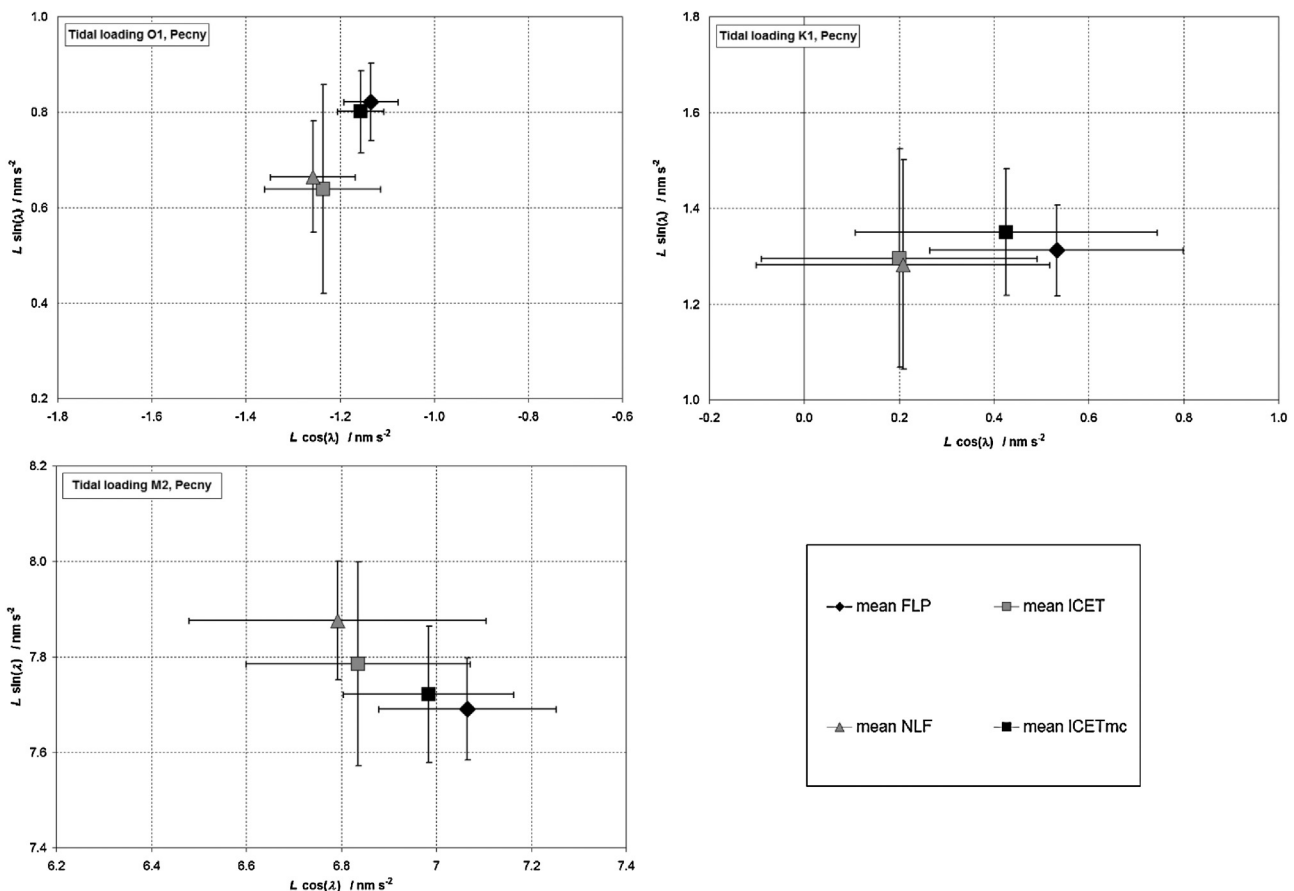 Tidal loading O1, Pecny
L sin(λ) / nm s-2
1.0
0.8
0.6
0.4
0.2
-1.8
-1.6
-1.4
-1.2
-1.0
-0.8
-0.6
L cos(λ) / nm s-2
Tidal loading K1, Pecny
L sin(λ) / nm s-2
1.8
1.6
1.4
1.2
1.0
-0.2
0.0
0.2
0.4
0.6
0.8
1.0
L cos(λ) / nm s-2
Tidal loading M2, Pecny
L sin(λ) / nm s-2
8.2
8.0
7.8
7.6
7.4
6.2
6.4
6.6
6.8
7
7.2
7.4
L cos(λ) / nm s-2
mean FLP
mean ICET
mean NLF
mean ICETmc